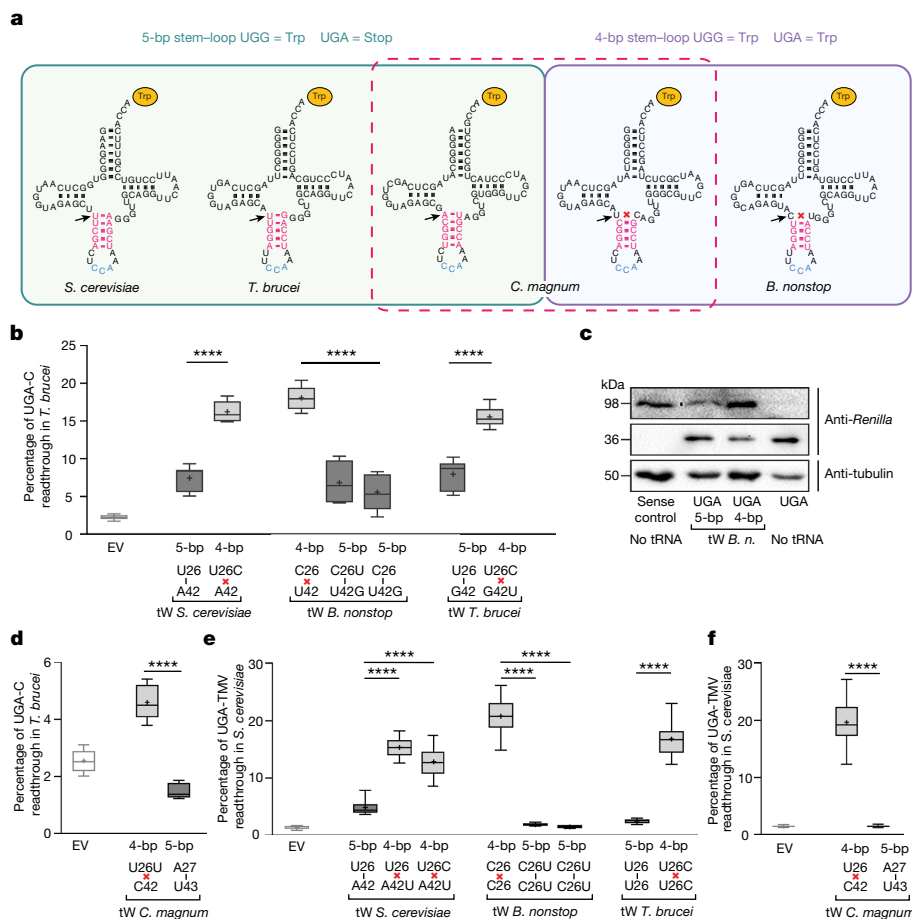 a
5-bp stem–loop UGG = Trp UGA = Stop
4-bp stem–loop UGG = Trp UGA = Trp
Trp
Trp
Trp
Trp
Trp
S. cerevisiae
T. brucei
C. magnum
B. nonstop
b
Percentage of UGA-C readthrough in T. brucei
25
20
15
10
5
0
****
****
****
EV
5-bp 4-bp
4-bp 5-bp 5-bp
5-bp 4-bp
U26 U26C
C26 C26U C26
U26 U26C
A42 A42
U42 U42G U42G
G42 G42U
tW S. cerevisiae
tW B. nonstop
tW T. brucei
c
kDa
98
36
50
Anti-Renilla
Anti-tubulin
Sense control
UGA 5-bp
UGA 4-bp
UGA
No tRNA
tW B. n.
No tRNA
d
Percentage of UGA-C readthrough in T. brucei
6
4
2
0
****
EV
4-bp 5-bp
U26U A27
C42 U43
tW C. magnum
e
Percentage of UGA-TMV readthrough in S. cerevisiae
30
20
10
0
****
****
****
****
****
EV
5-bp 4-bp 4-bp
4-bp 5-bp 5-bp
5-bp 4-bp
U26 U26 U26C
C26 C26U C26U
U26 U26C
A42 A42U A42U
C26 C26U C26U
U26 U26C
tW S. cerevisiae
tW B. nonstop
tW T. brucei
f
Percentage of UGA-TMV readthrough in S. cerevisiae
30
20
10
0
****
EV
4-bp 5-bp
U26 A27
C42 U43
tW C. magnum